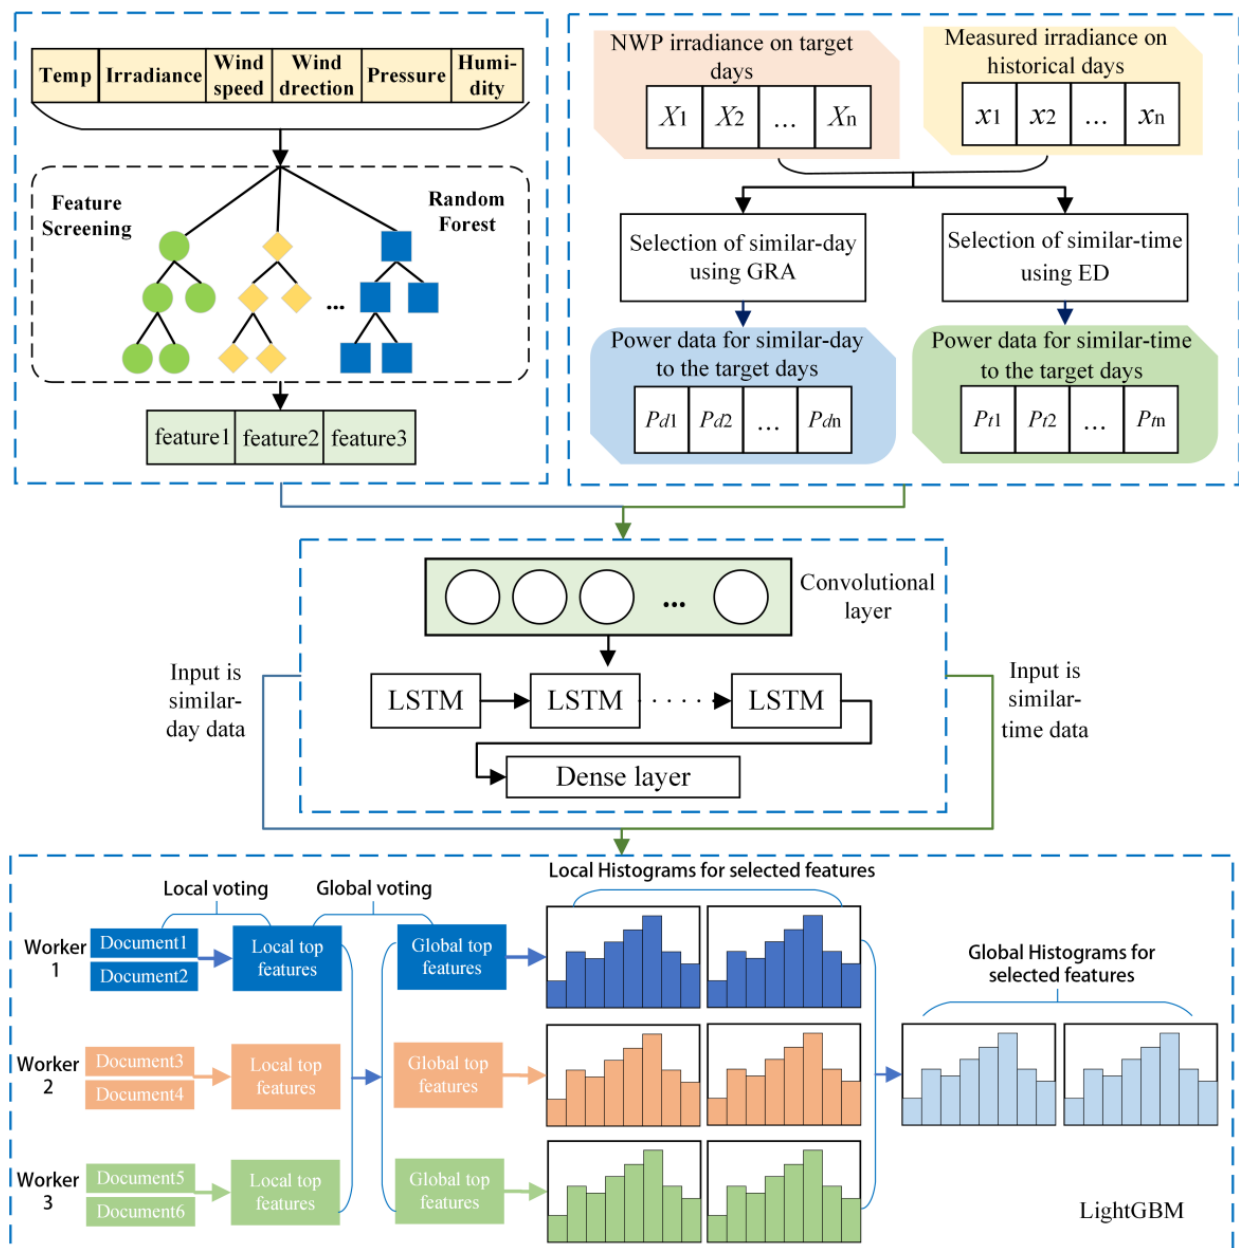 Temp
Irradiance
Wind
speed
Wind
drection
Pressure
Humi-
dity
Feature
Screening
Random
Forest
...
feature1
feature2
feature3
NWP irradiance on target
days
X1
X2
...
Xn
Measured irradiance on
historical days
x1
x2
...
xn
Selection of similar-day
using GRA
Selection of similar-time
using ED
Power data for similar-day
to the target days
Pd1
Pd2
...
Pdn
Power data for similar-time
to the target days
Pt1
Pt2
...
Ptn
...
Convolutional
layer
Input is
similar-
day data
LSTM
LSTM
......
LSTM
Dense layer
Input is
similar-
time data
Local voting
Global voting
Local Histograms for selected features
Worker
1
Document1
Document2
Local top
features
Global top
features
Global Histograms for
selected features
Worker
2
Document3
Document4
Local top
features
Global top
features
Worker
3
Document5
Document6
Local top
features
Global top
features
LightGBM